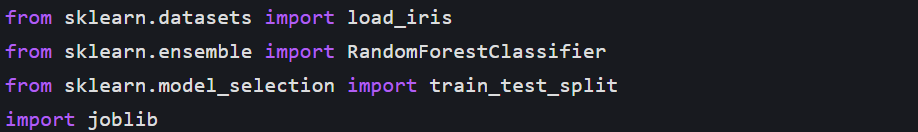 from sklearn.datasets import load_iris
from sklearn.ensemble import RandomForestClassifier
from sklearn.model_selection import train_test_split
import joblib